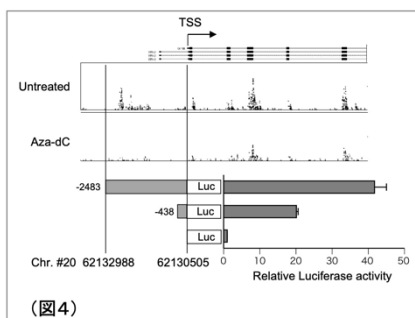 TSS
Untreated
Aza-dC
-2483
Luc
-438
Luc
Luc
Chr. #20 62132988 62130505 0 10 20 30 40 50
Relative Luciferase activity
(図4)